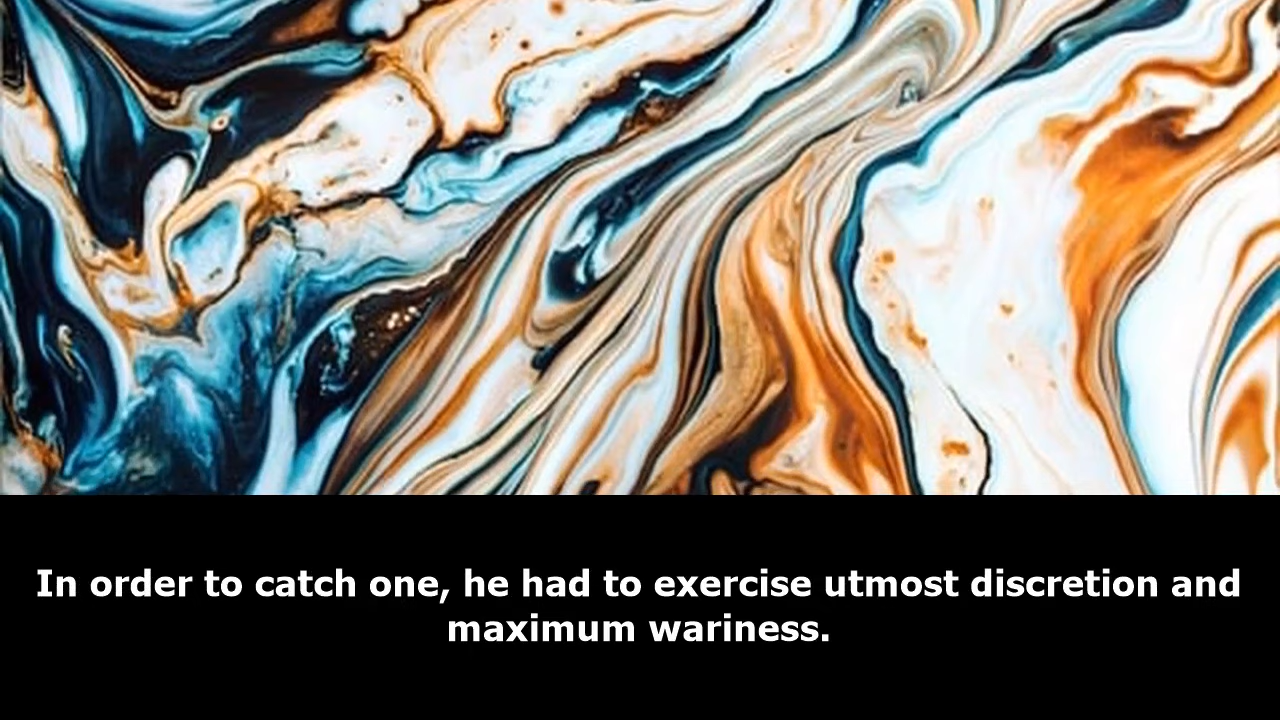 In order to catch one, he had to exercise utmost discretion and
maximum wariness.